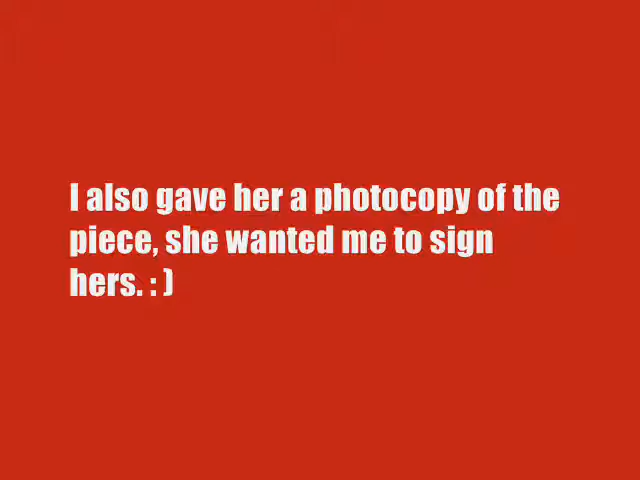 I also gave her a photocopy of the
piece, she wanted me to sign
hers. : )